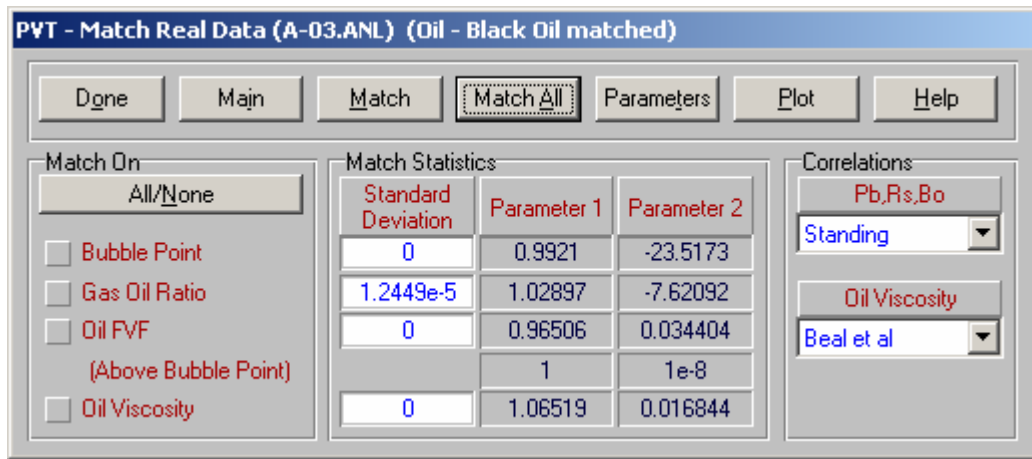 PVT - Match Real Data (A-03.ANL) (Oil - Black Oil matched)
Done Main Match Match All Parameters Plot Help
Match On
All/None
Bubble Point
Gas Oil Ratio
Oil FVF
(Above Bubble Point)
Oil Viscosity
Match Statistics
Standard Deviation Parameter 1 Parameter 2
0 0.9921 -23.5173
1.2449e-5 1.02897 -7.62092
0 0.96506 0.034404
1 1e-8
0 1.06519 0.016844
Correlations
Pb,Rs,Bo
Standing
Oil Viscosity
Beal et al